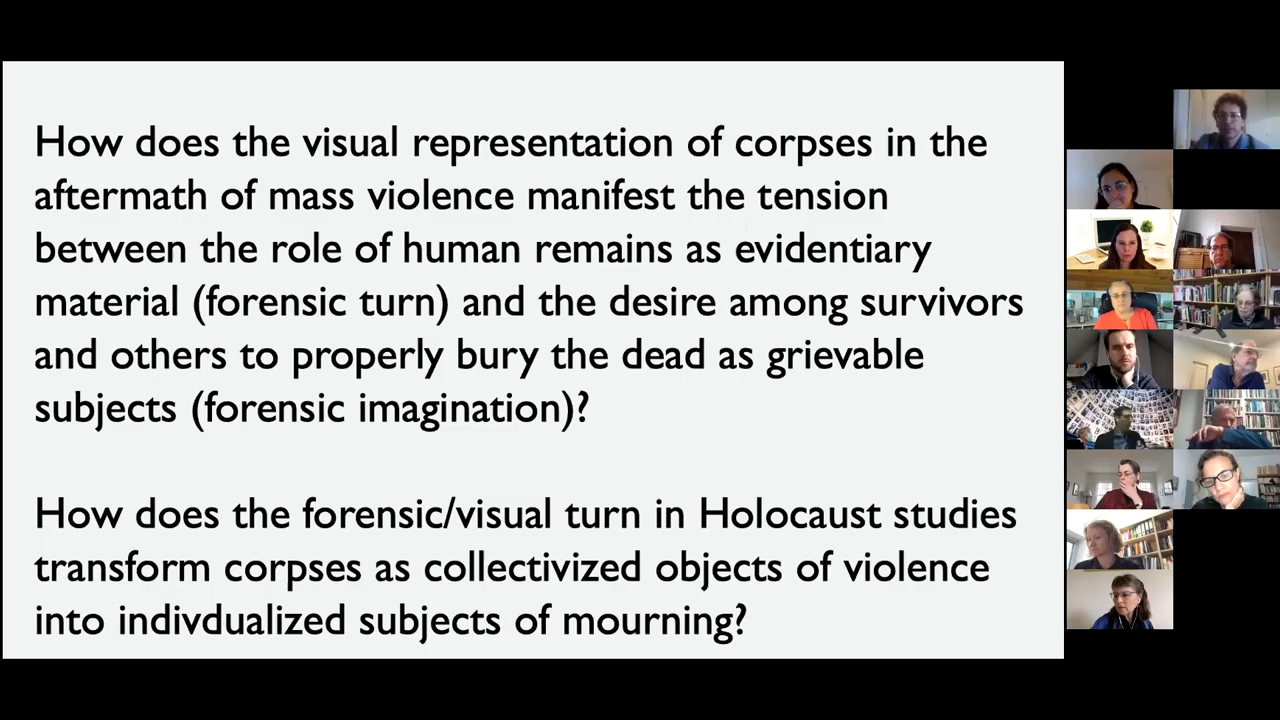 How does the visual representation of corpses in the
aftermath of mass violence manifest the tension
between the role of human remains as evidentiary
material (forensic turn) and the desire among survivors
and others to properly bury the dead as grievable
subjects (forensic imagination)?
How does the forensic/visual turn in Holocaust studies
transform corpses as collectivized objects of violence
into indivdualized subjects of mourning?